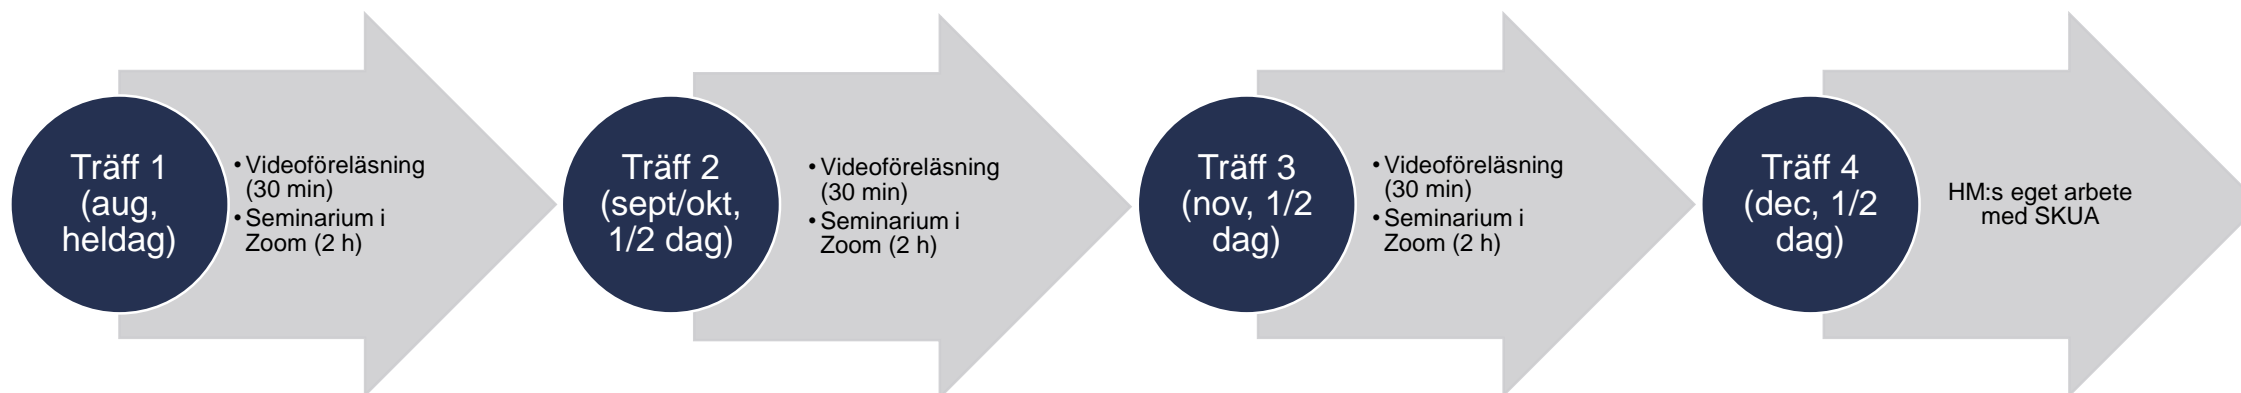 Träff 1
(aug,
heldag)
• Videoföreläsning
(30 min)
• Seminarium i
Zoom (2 h)
Träff 2
(sept/okt,
1/2 dag)
• Videoföreläsning
(30 min)
• Seminarium i
Zoom (2 h)
Träff 3
(nov, 1/2
dag)
• Videoföreläsning
(30 min)
• Seminarium i
Zoom (2 h)
Träff 4
(dec, 1/2
dag)
HM:s eget arbete
med SKUA